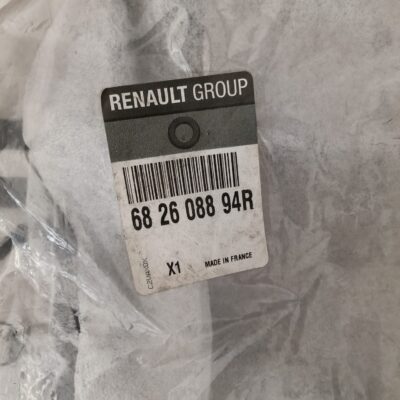 RENAULT GROUP
68 26 088 94R
X1 MADE IN FRANCE